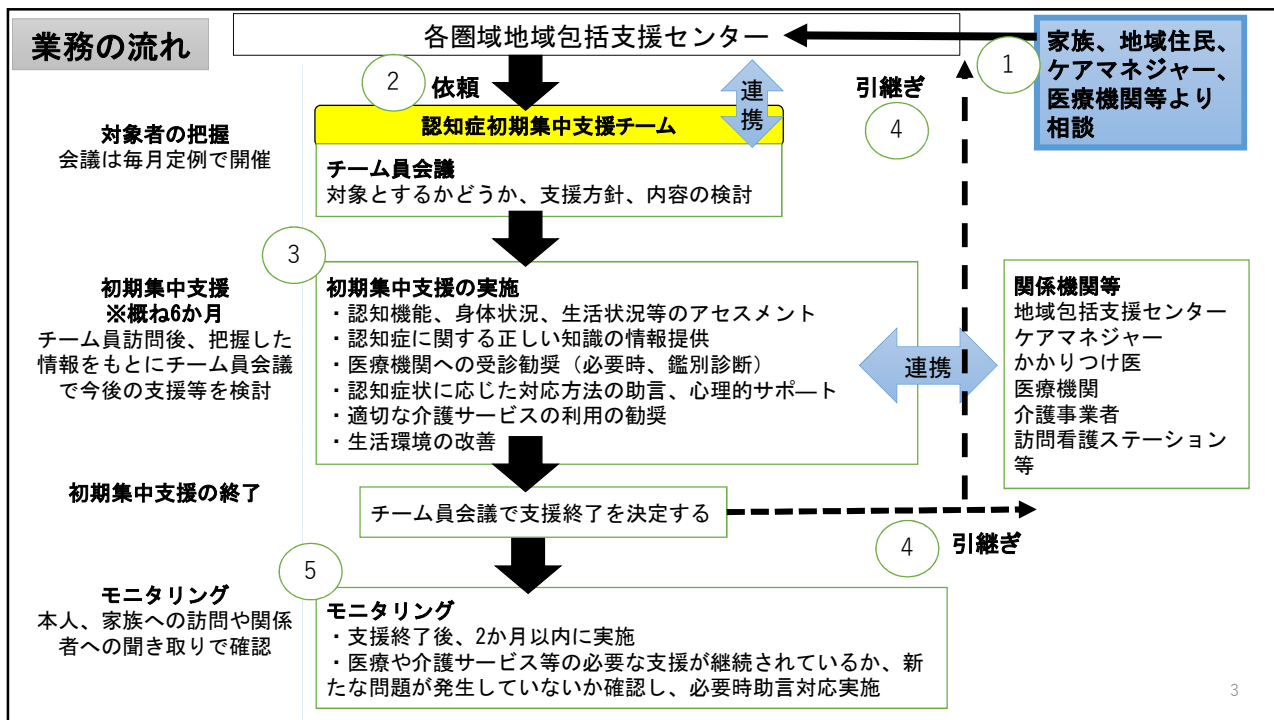 業務の流れ
各圏域地域包括支援センター
1
家族、地域住民、
ケアマネジャー、
医療機関等より
相談
2
依頼
連
携
引継ぎ
4
対象者の把握
会議は毎月定例で開催
認知症初期集中支援チーム
チーム員会議
対象とするかどうか、支援方針、内容の検討
3
初期集中支援
※概ね6か月
チーム員訪問後、把握した
情報をもとにチーム員会議
で今後の支援等を検討
初期集中支援の実施
・認知機能、身体状況、生活状況等のアセスメント
・認知症に関する正しい知識の情報提供
・医療機関への受診勧奨（必要時、鑑別診断）
・認知症状に応じた対応方法の助言、心理的サポート
・適切な介護サービスの利用の勧奨
・生活環境の改善
連携
関係機関等
地域包括支援センター
ケアマネジャー
かかりつけ医
医療機関
介護事業者
訪問看護ステーション
等
初期集中支援の終了
チーム員会議で支援終了を決定する
4
引継ぎ
5
モニタリング
本人、家族への訪問や関係
者への聞き取りで確認
モニタリング
・支援終了後、2か月以内に実施
・医療や介護サービス等の必要な支援が継続されているか、新
たな問題が発生していないか確認し、必要時助言対応実施
3